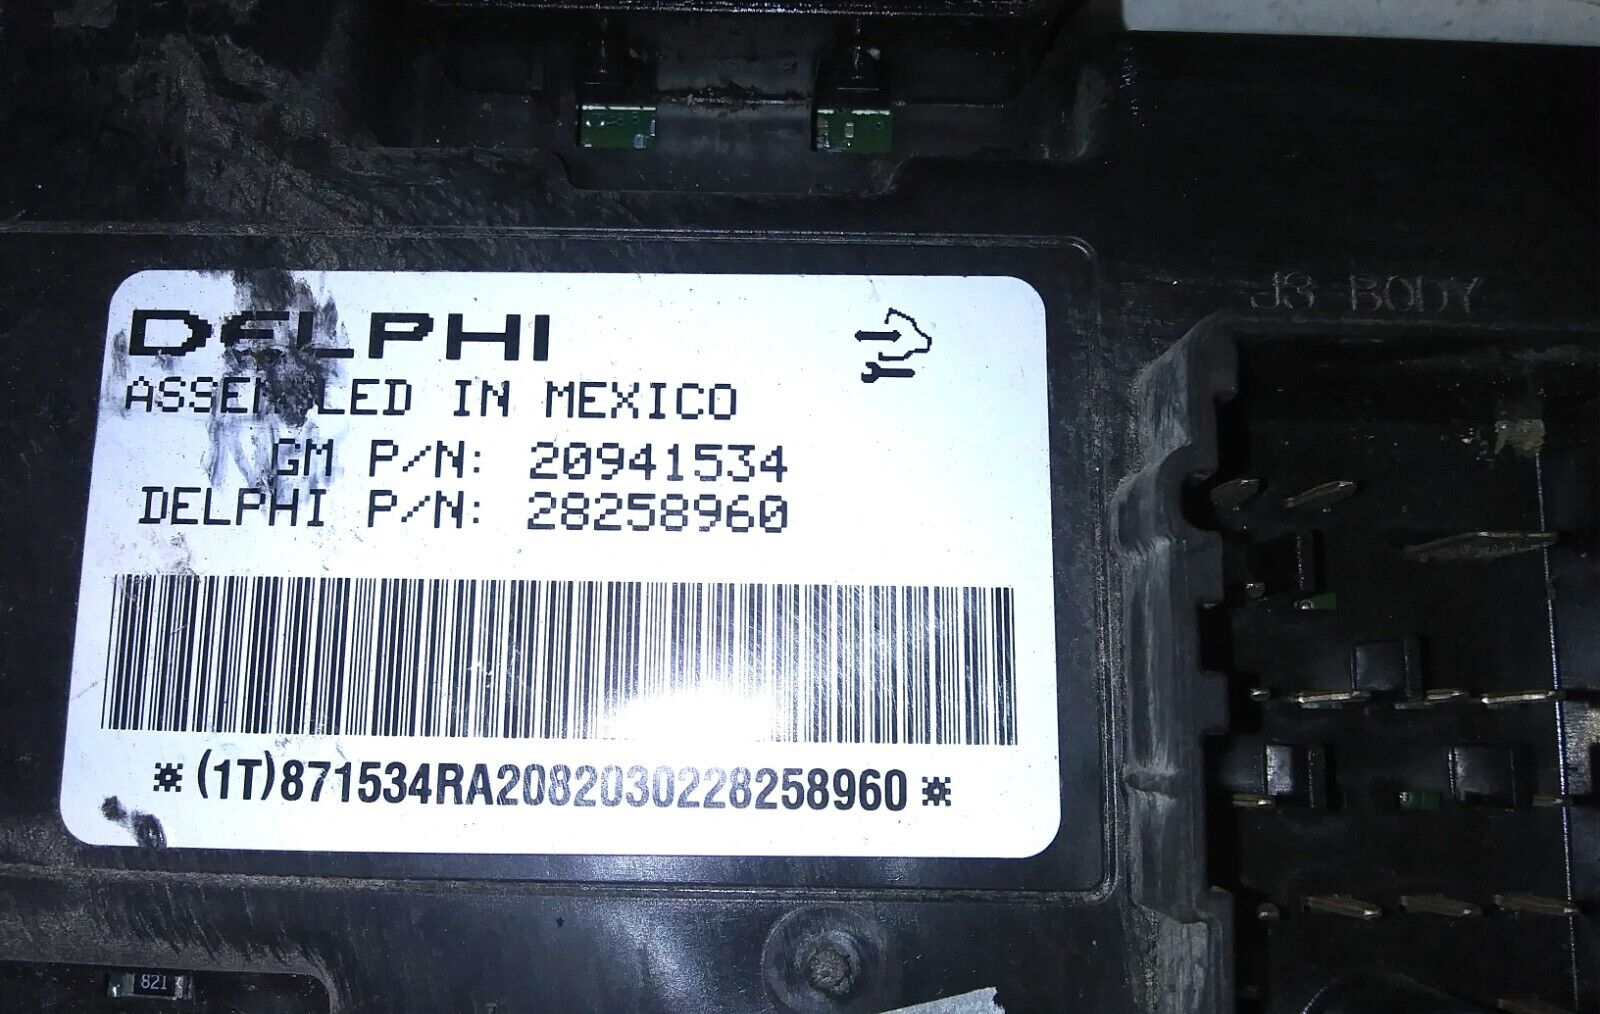 J3 BODY
DELPHI
ASSEMBLED IN MEXICO
GM P/N: 20941534
DELPHI P/N: 28258960
*(1T)871534RA2082030228258960*
821